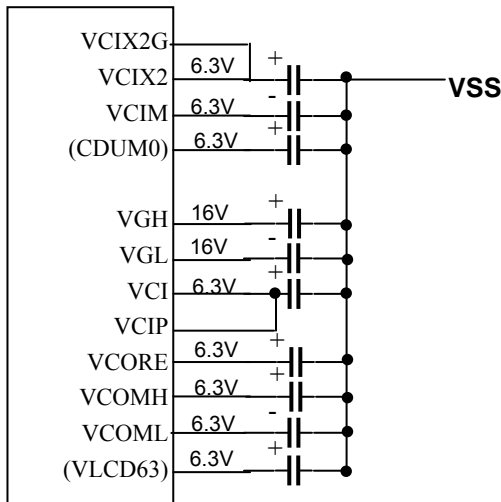 VCIX2G
VCIX2 6.3V + VSS
VCIM 6.3V -
(CDUM0) 6.3V +
VGH 16V +
VGL 16V -
VCI 6.3V +
VCIP
VCORE 6.3V +
VCOMH 6.3V +
VCOML 6.3V -
(VLCD63) 6.3V +